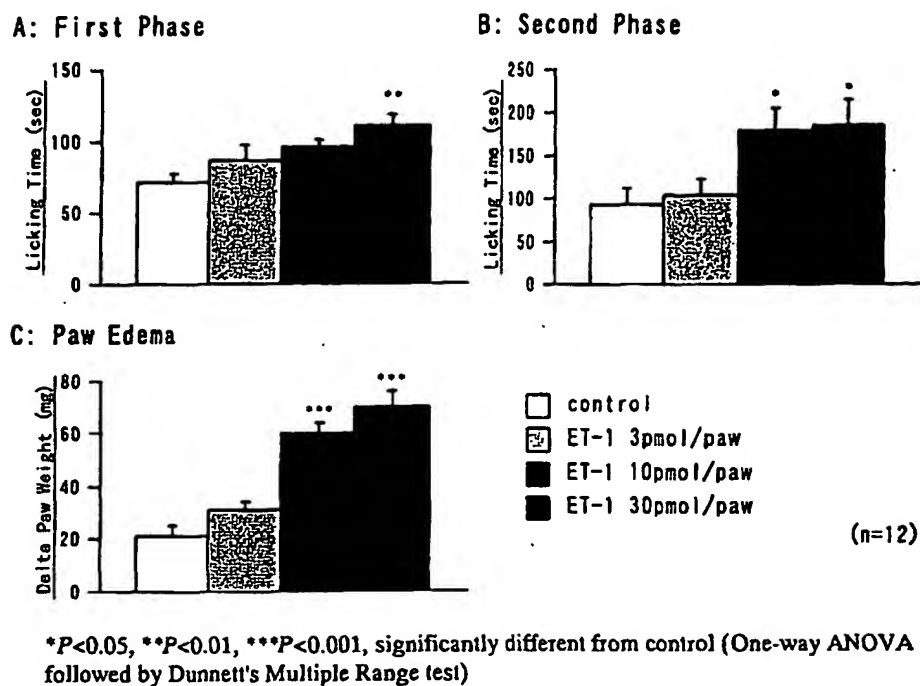 A: First Phase
B: Second Phase
Licking Time (sec)
150
100
50
0
**
Licking Time (sec)
250
200
150
100
50
0
*
*
C: Paw Edema
Delta Paw Weight (mg)
80
60
40
20
0
***
***
control
ET-1 3pmol/paw
ET-1 10pmol/paw
ET-1 30pmol/paw
(n=12)
*P<0.05, **P<0.01, ***P<0.001, significantly different from control (One-way ANOVA
followed by Dunnett's Multiple Range test)